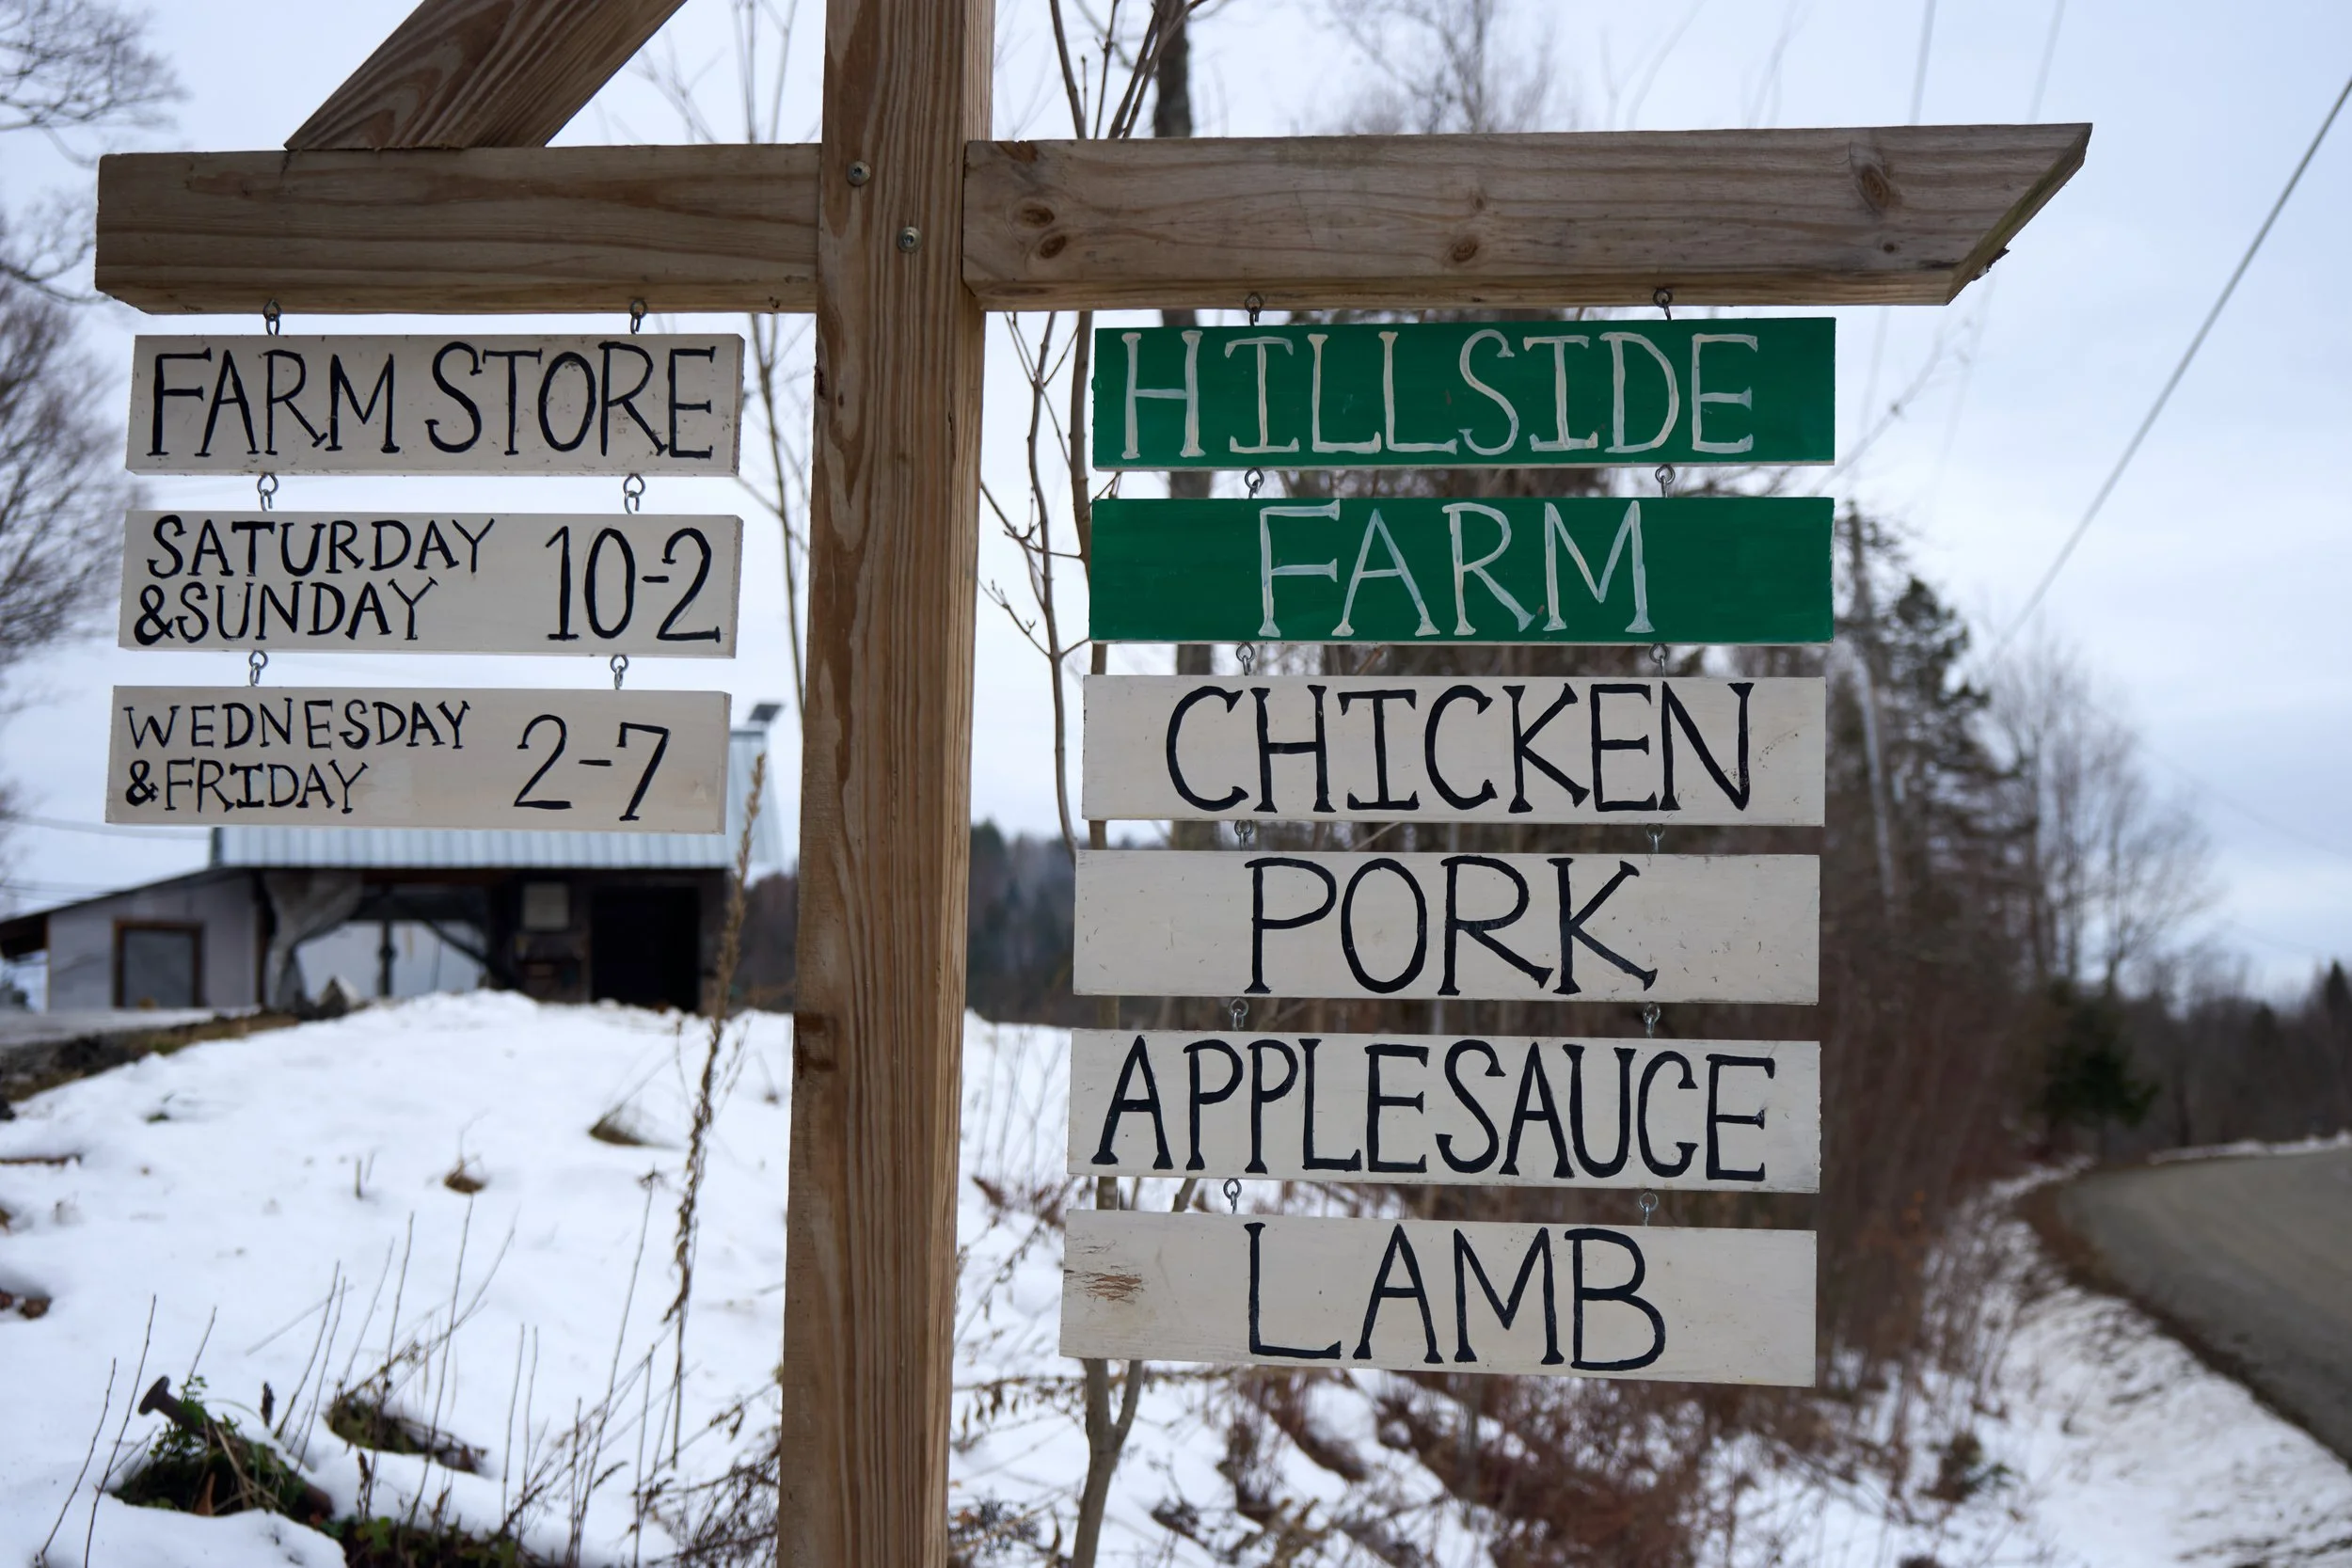 FARM STORE
SATURDAY
&SUNDAY 10-2
WEDNESDAY
&FRIDAY 2-7
HILLSIDE
FARM
CHICKEN
PORK
APPLESAUCE
LAMB